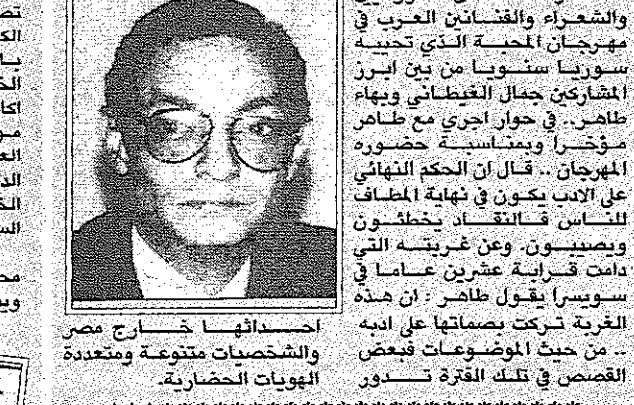 والشعراء والفنانين العرب في
مهرجان المحبة الذي تحييه
سوريا سنويا من بين ابرز
المشاركين جمال الغيطاني وبهاء
طاهر.. في حوار اجري مع طاهر
مؤخرا وبمناسبة حضوره
المهرجان .. قال ان الحكم النهائي
على الادب يكون في نهاية المطاف
للناس فالنقاد يخطئون
ويصيبون. وعن غربته التي
دامت قرابة عشرين عاما في
سويسرا يقول طاهر : ان هذه
الغربة تركت بصماتها على ادبه
.. من حيث الموضوعات فبعض
القصص في تلك الفترة تدور
احداثها خارج مصر
والشخصيات متنوعة ومتعددة
الهويات الحضارية.